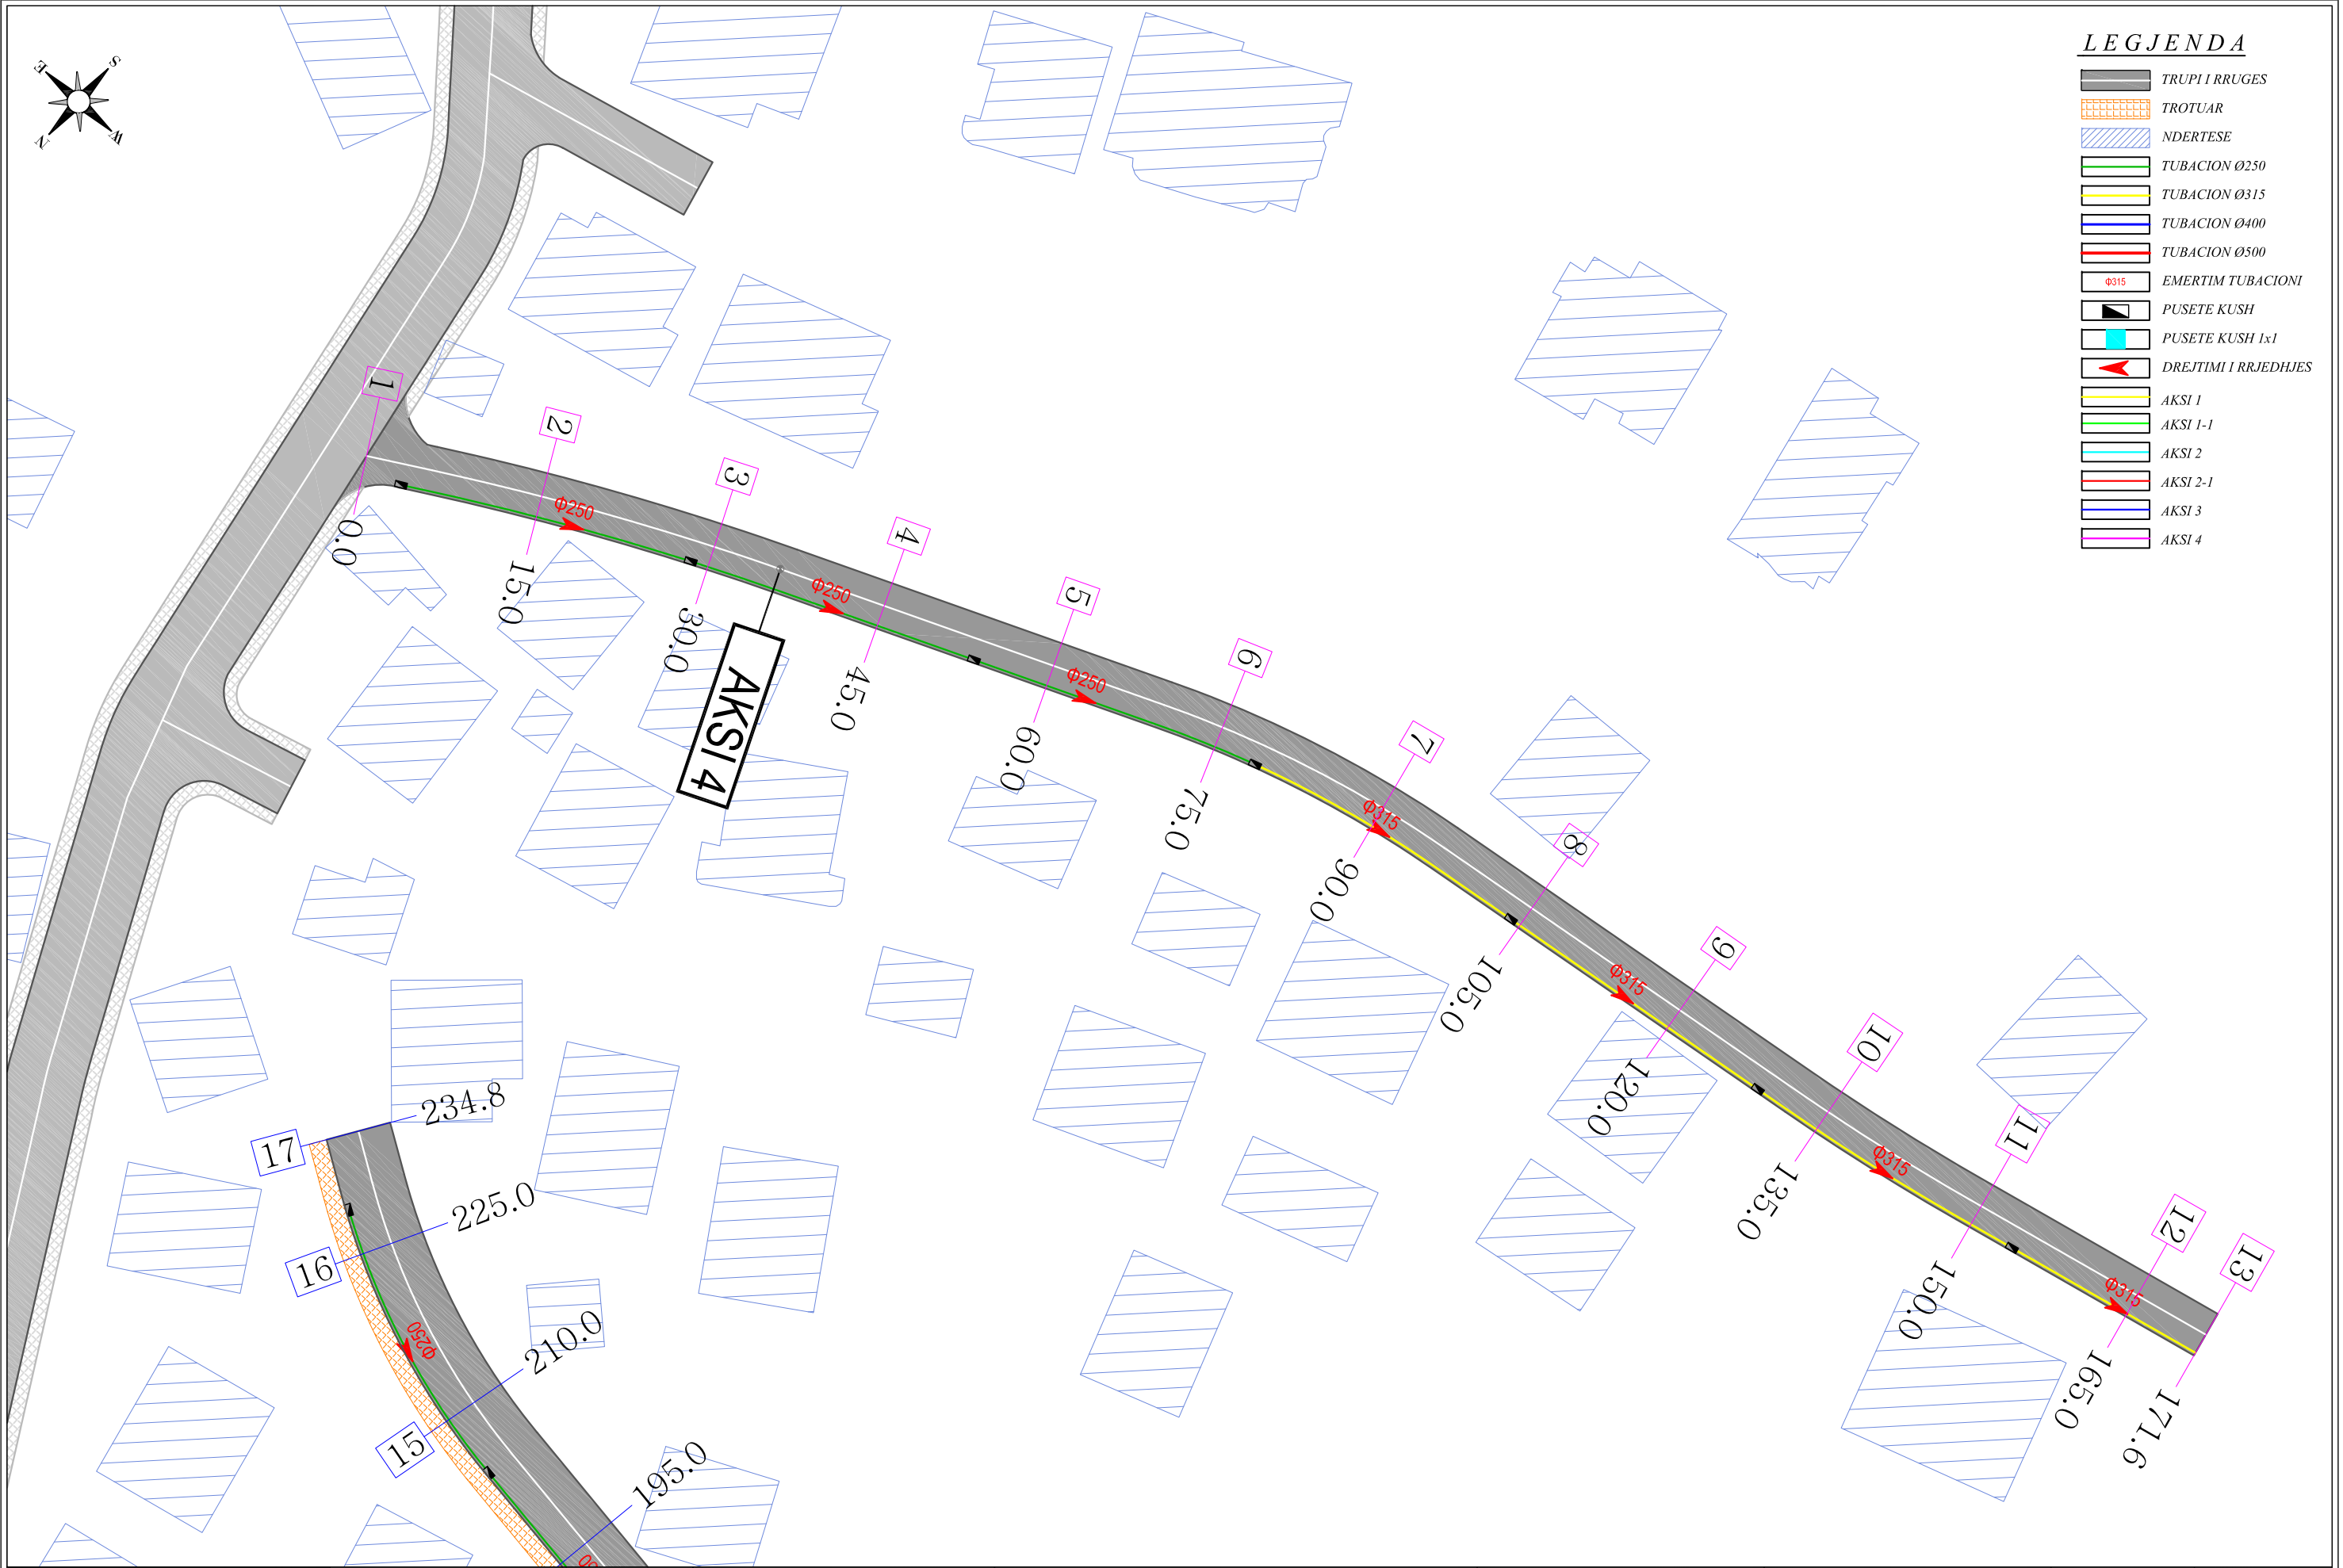 LEGJENDA
TRUPI I RRUGES
TROTUAR
NDERTESE
TUBACION Ø250
TUBACION Ø315
TUBACION Ø400
TUBACION Ø500
Φ315
EMERTIM TUBACIONI
PUSETE KUSH
PUSETE KUSH 1x1
DREJTIMI I RRJEDHJES
AKSI 1
AKSI 1-1
AKSI 2
AKSI 2-1
AKSI 3
AKSI 4
E
S
N
W
1
0.0
2
15.0
3
30.0
4
45.0
5
60.0
6
75.0
7
90.0
8
105.0
9
120.0
10
135.0
11
150.0
12
165.0
13
171.6
Φ250
Φ250
Φ250
Φ315
Φ315
Φ315
Φ315
AKSI 4
17
234.8
16
225.0
Φ250
15
210.0
195.0